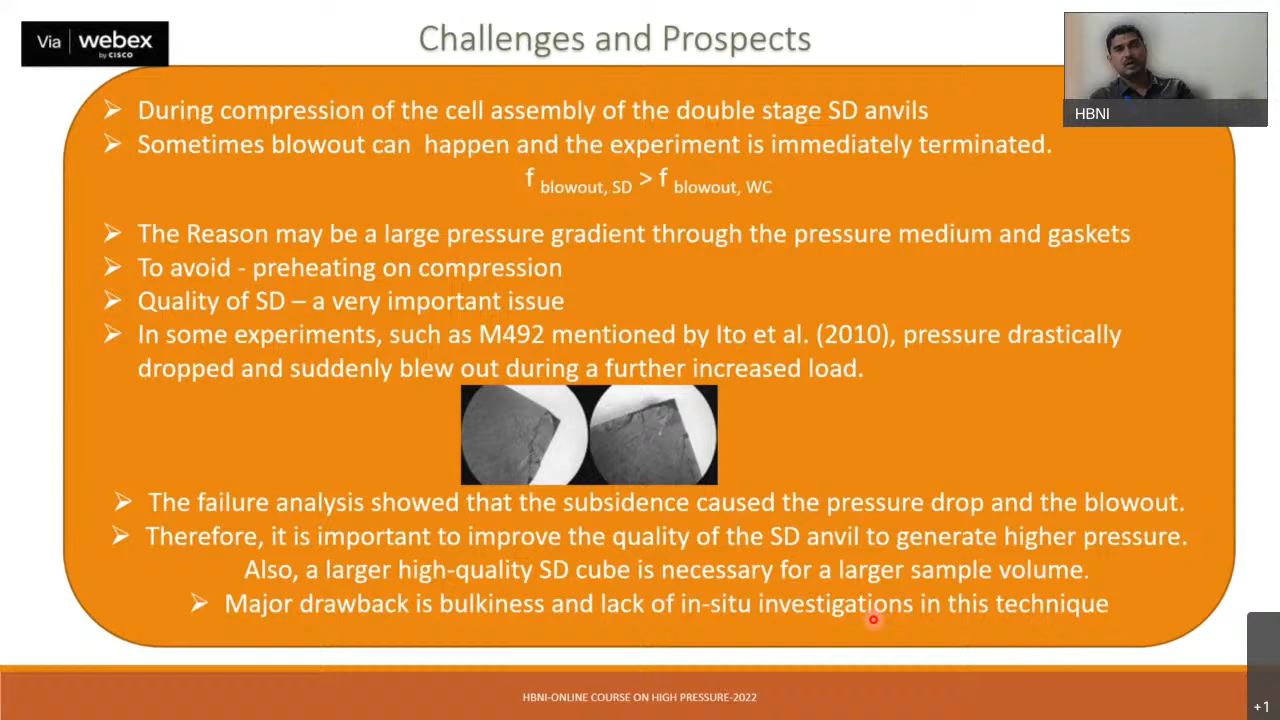 Via webex
by CISCO
Challenges and Prospects
HBNI
During compression of the cell assembly of the double stage SD anvils
Sometimes blowout can happen and the experiment is immediately terminated.
f blowout, SD > f blowout, WC
The Reason may be a large pressure gradient through the pressure medium and gaskets
To avoid - preheating on compression
Quality of SD – a very important issue
In some experiments, such as M492 mentioned by Ito et al. (2010), pressure drastically
dropped and suddenly blew out during a further increased load.
The failure analysis showed that the subsidence caused the pressure drop and the blowout.
Therefore, it is important to improve the quality of the SD anvil to generate higher pressure.
Also, a larger high-quality SD cube is necessary for a larger sample volume.
Major drawback is bulkiness and lack of in-situ investigations in this technique
HBNI-ONLINE COURSE ON HIGH PRESSURE-2022
+1